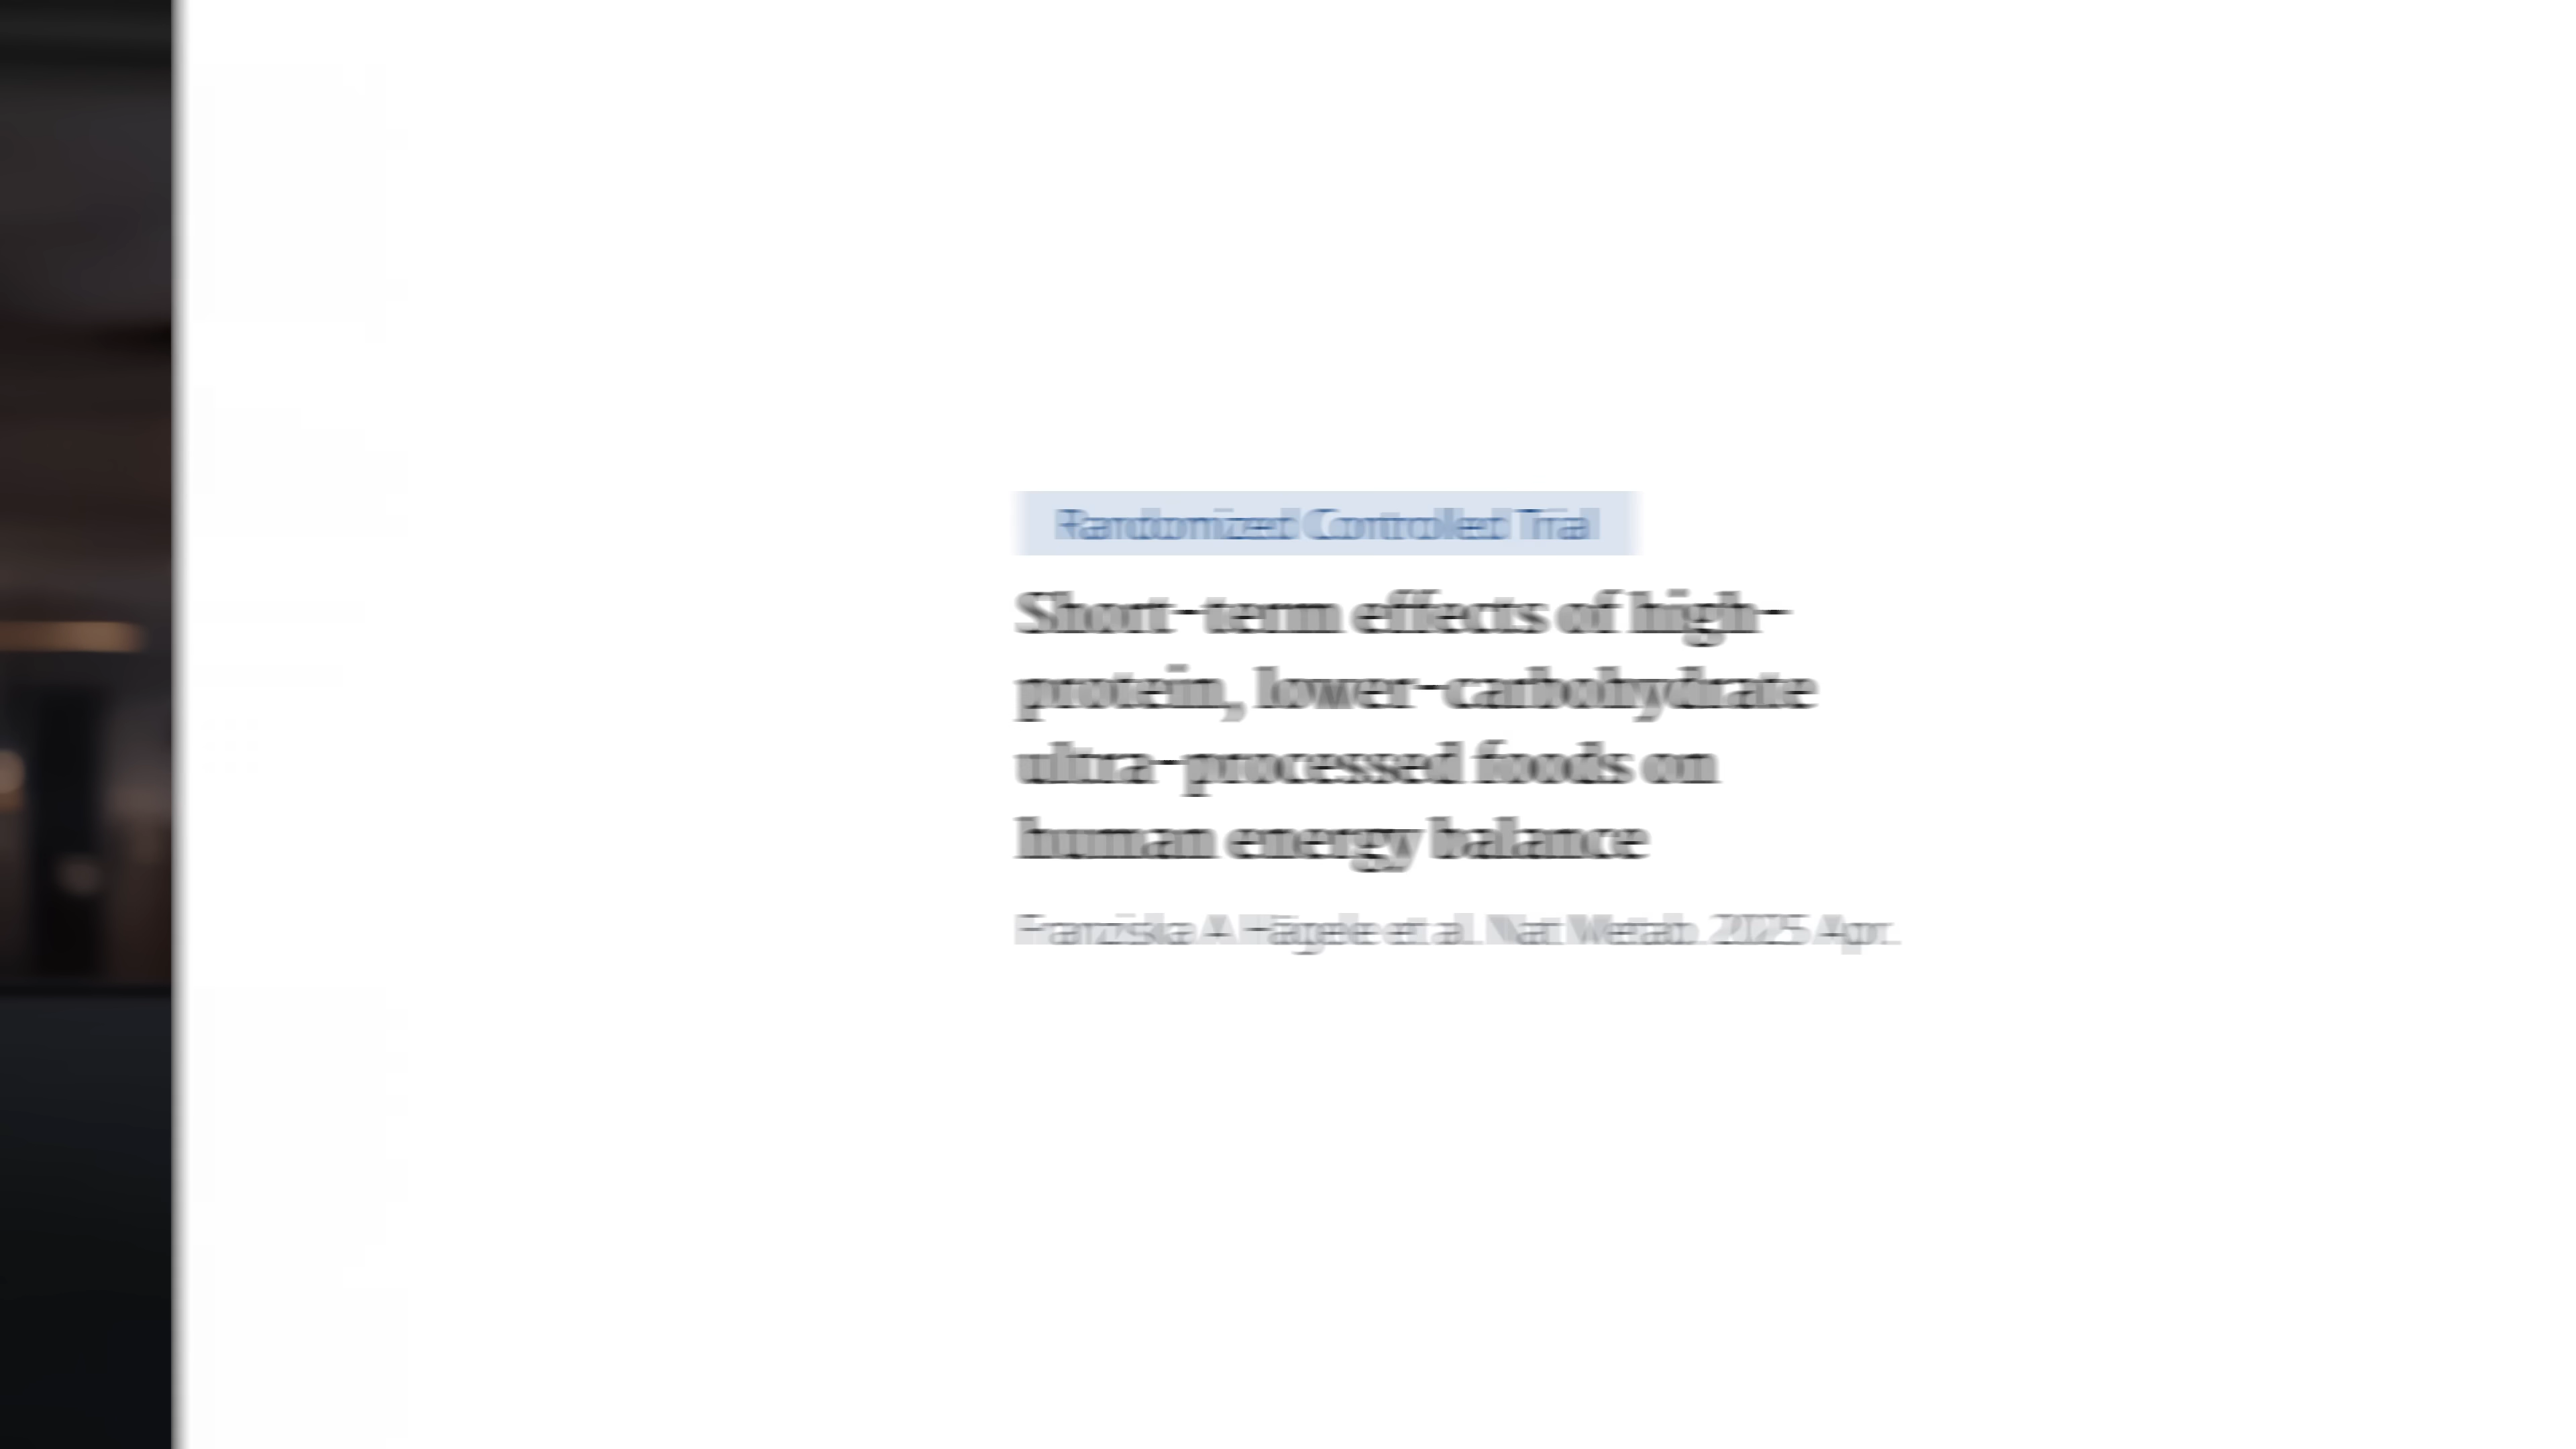 Randomized Controlled Trial
Short-term effects of high-
protein, lower-carbohydrate
ultra-processed foods on
human energy balance
Franziska A Hägele et al. Nat Metab. 2025 Apr.